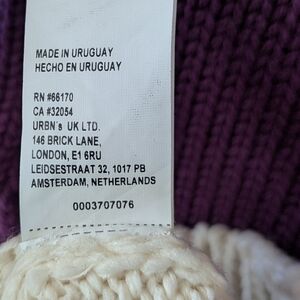 MADE IN URUGUAY
HECHO EN URUGUAY
RN #66170
CA #32054
URBN's UK LTD.
146 BRICK LANE,
LONDON, E1 6RU
LEIDSESTRAAT 32, 1017 PB
AMSTERDAM, NETHERLANDS
0003707076